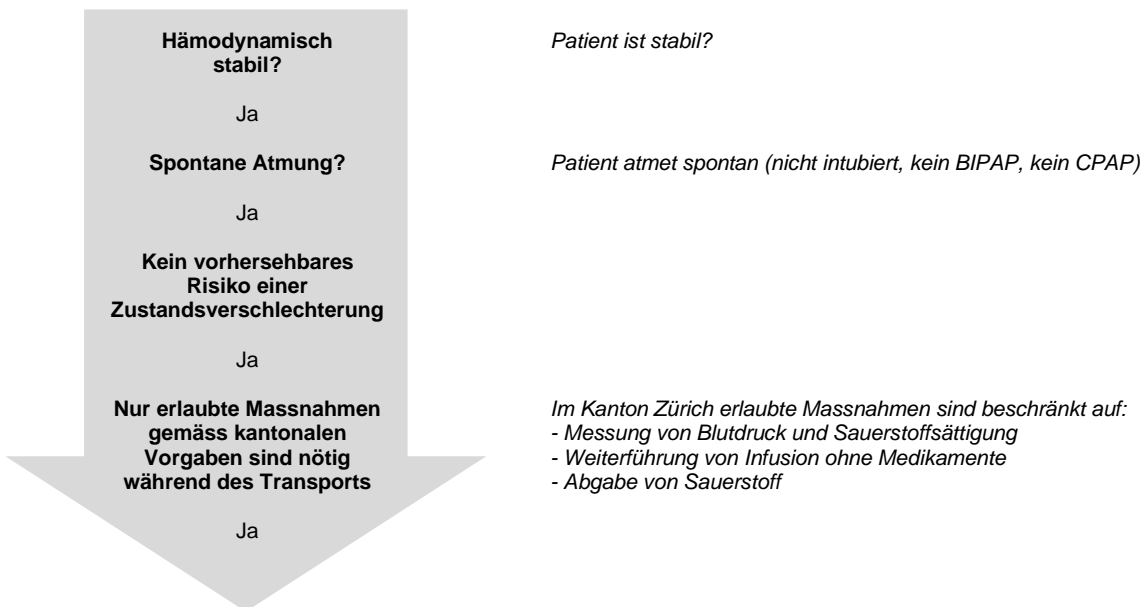 Hämodynamisch
stabil?
Patient ist stabil?
Ja
Spontane Atmung?
Patient atmet spontan (nicht intubiert, kein BIPAP, kein CPAP)
Ja
Kein vorhersehbares
Risiko einer
Zustandsverschlechterung
Ja
Nur erlaubte Massnahmen
gemäss kantonalen
Vorgaben sind nötig
während des Transports
Im Kanton Zürich erlaubte Massnahmen sind beschränkt auf:
- Messung von Blutdruck und Sauerstoffsättigung
- Weiterführung von Infusion ohne Medikamente
- Abgabe von Sauerstoff
Ja